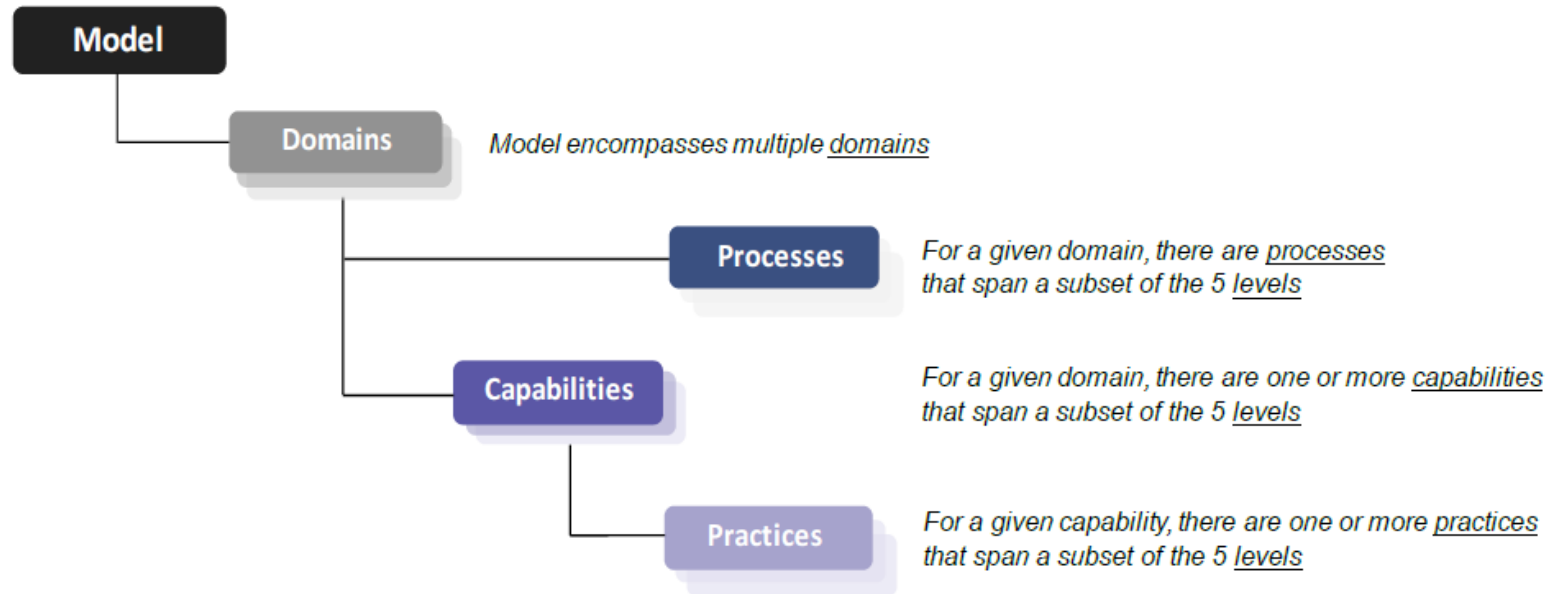 Model
Domains
Model encompasses multiple domains
Processes
For a given domain, there are processes
that span a subset of the 5 levels
Capabilities
For a given domain, there are one or more capabilities
that span a subset of the 5 levels
Practices
For a given capability, there are one or more practices
that span a subset of the 5 levels